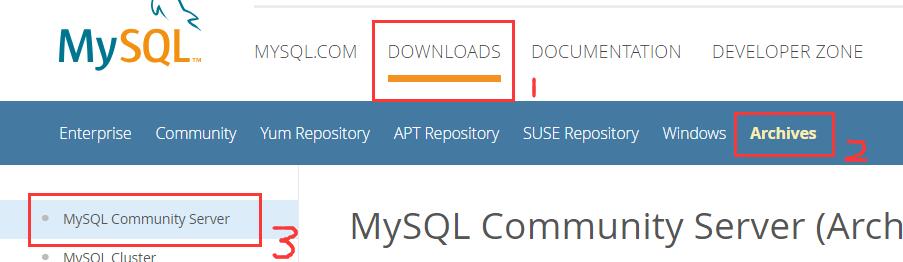 MySQL™
MYSQL.COM DOWNLOADS DOCUMENTATION DEVELOPER ZONE
1
Enterprise Community Yum Repository APT Repository SUSE Repository Windows Archives
2
MySQL Community Server
3
MySQL Community Server (Arch
MySQL Cluster